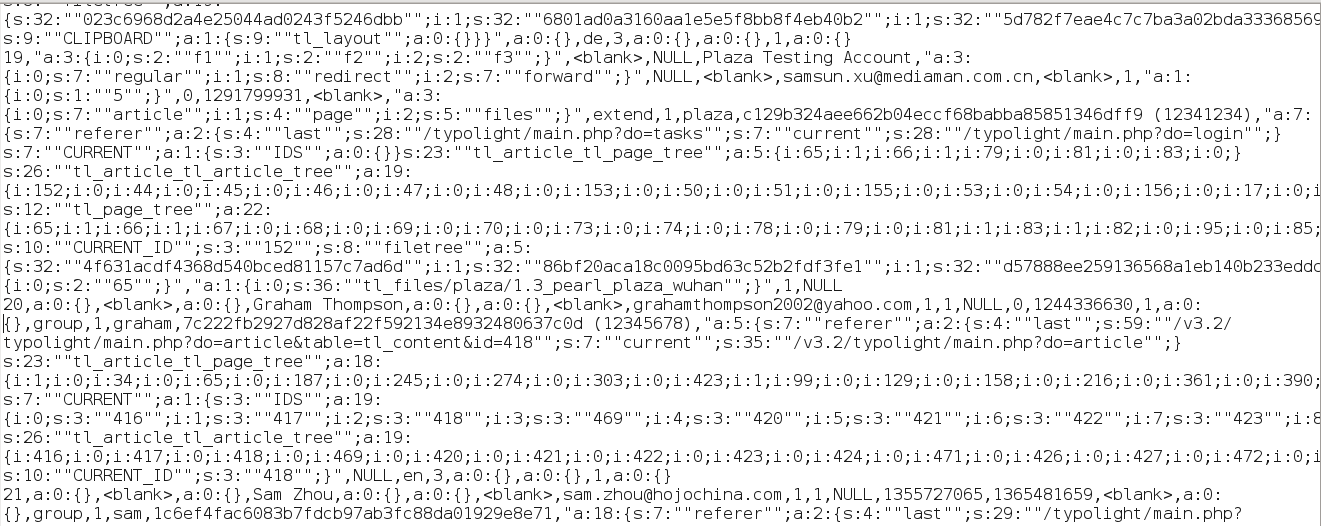 {s:32:""023c6968d2a4e25044ad0243f5246dbb"";i:1;s:32:""6801ad0a3160aa1e5e5f8bb8f4eb40b2"";i:1;s:32:""5d782f7eae4c7c7ba3a02bda33368569
s:9:""CLIPBOARD"";a:1:{s:9:""tl_layout"";a:0:{}}}",a:0:{},de,3,a:0:{},a:0:{},1,a:0:{}
19,"a:3:{i:0;s:2:""f1"";i:1;s:2:""f2"";i:2;s:2:""f3"";}",<blank>,NULL,Plaza Testing Account,"a:3:
{i:0;s:7:""regular"";i:1;s:8:""redirect"";i:2;s:7:""forward"";}",NULL,<blank>,samsun.xu@mediaman.com.cn,<blank>,1,"a:1:
{i:0;s:1:""5"";}",0,1291799931,<blank>,"a:3:
{i:0;s:7:""article"";i:1;s:4:""page"";i:2;s:5:""files"";}",extend,1,plaza,c129b324aee662b04eccf68babba85851346dff9 (12341234),"a:7:
{s:7:""referer"";a:2:{s:4:""last"";s:28:""/typolight/main.php?do=tasks"";s:7:""current"";s:28:""/typolight/main.php?do=login"";}
s:7:""CURRENT"";a:1:{s:3:""IDS"";a:0:{}}s:23:""tl_article_tl_page_tree"";a:5:{i:65;i:1;i:66;i:1;i:79;i:0;i:81;i:0;i:83;i:0;}
s:26:""tl_article_tl_article_tree"";a:19:
{i:152;i:0;i:44;i:0;i:45;i:0;i:46;i:0;i:47;i:0;i:48;i:0;i:153;i:0;i:50;i:0;i:51;i:0;i:155;i:0;i:53;i:0;i:54;i:0;i:156;i:0;i:17;i:0;i
s:12:""tl_page_tree"";a:22:
{i:65;i:1;i:66;i:1;i:67;i:0;i:68;i:0;i:69;i:0;i:70;i:0;i:73;i:0;i:74;i:0;i:78;i:0;i:79;i:0;i:81;i:1;i:83;i:1;i:82;i:0;i:95;i:0;i:85;
s:10:""CURRENT_ID"";s:3:""152"";s:8:""filetree"";a:5:
{s:32:""4f631acdf4368d540bced81157c7ad6d"";i:1;s:32:""86bf20aca18c0095bd63c52b2fdf3fe1"";i:1;s:32:""d57888ee259136568a1eb140b233eddc
{i:0;s:2:""65"";}","a:1:{i:0;s:36:""tl_files/plaza/1.3_pearl_plaza_wuhan"";}",1,NULL
20,a:0:{},<blank>,a:0:{},Graham Thompson,a:0:{},a:0:{},<blank>,grahamthompson2002@yahoo.com,1,1,NULL,0,1244336630,1,a:0:
{},group,1,graham,7c222fb2927d828af22f592134e8932480637c0d (12345678),"a:5:{s:7:""referer"";a:2:{s:4:""last"";s:59:""/v3.2/
typolight/main.php?do=article&table=tl_content&id=418"";s:7:""current"";s:35:""/v3.2/typolight/main.php?do=article"";}
s:23:""tl_article_tl_page_tree"";a:18:
{i:1;i:0;i:34;i:0;i:65;i:0;i:187;i:0;i:245;i:0;i:274;i:0;i:303;i:0;i:423;i:1;i:99;i:0;i:129;i:0;i:158;i:0;i:216;i:0;i:361;i:0;i:390;
s:7:""CURRENT"";a:1:{s:3:""IDS"";a:19:
{i:0;s:3:""416"";i:1;s:3:""417"";i:2;s:3:""418"";i:3;s:3:""469"";i:4;s:3:""420"";i:5;s:3:""421"";i:6;s:3:""422"";i:7;s:3:""423"";i:8
s:26:""tl_article_tl_article_tree"";a:19:
{i:416;i:0;i:417;i:0;i:418;i:0;i:469;i:0;i:420;i:0;i:421;i:0;i:422;i:0;i:423;i:0;i:424;i:0;i:471;i:0;i:426;i:0;i:427;i:0;i:472;i:0;i
s:10:""CURRENT_ID"";s:3:""418"";}",NULL,en,3,a:0:{},a:0:{},1,a:0:{}
21,a:0:{},<blank>,a:0:{},Sam Zhou,a:0:{},a:0:{},<blank>,sam.zhou@hojochina.com,1,1,NULL,1355727065,1365481659,<blank>,a:0:
{},group,1,sam,1c6ef4fac6083b7fdcb97ab3fc88da01929e8e71,"a:18:{s:7:""referer"";a:2:{s:4:""last"";s:29:""/typolight/main.php?